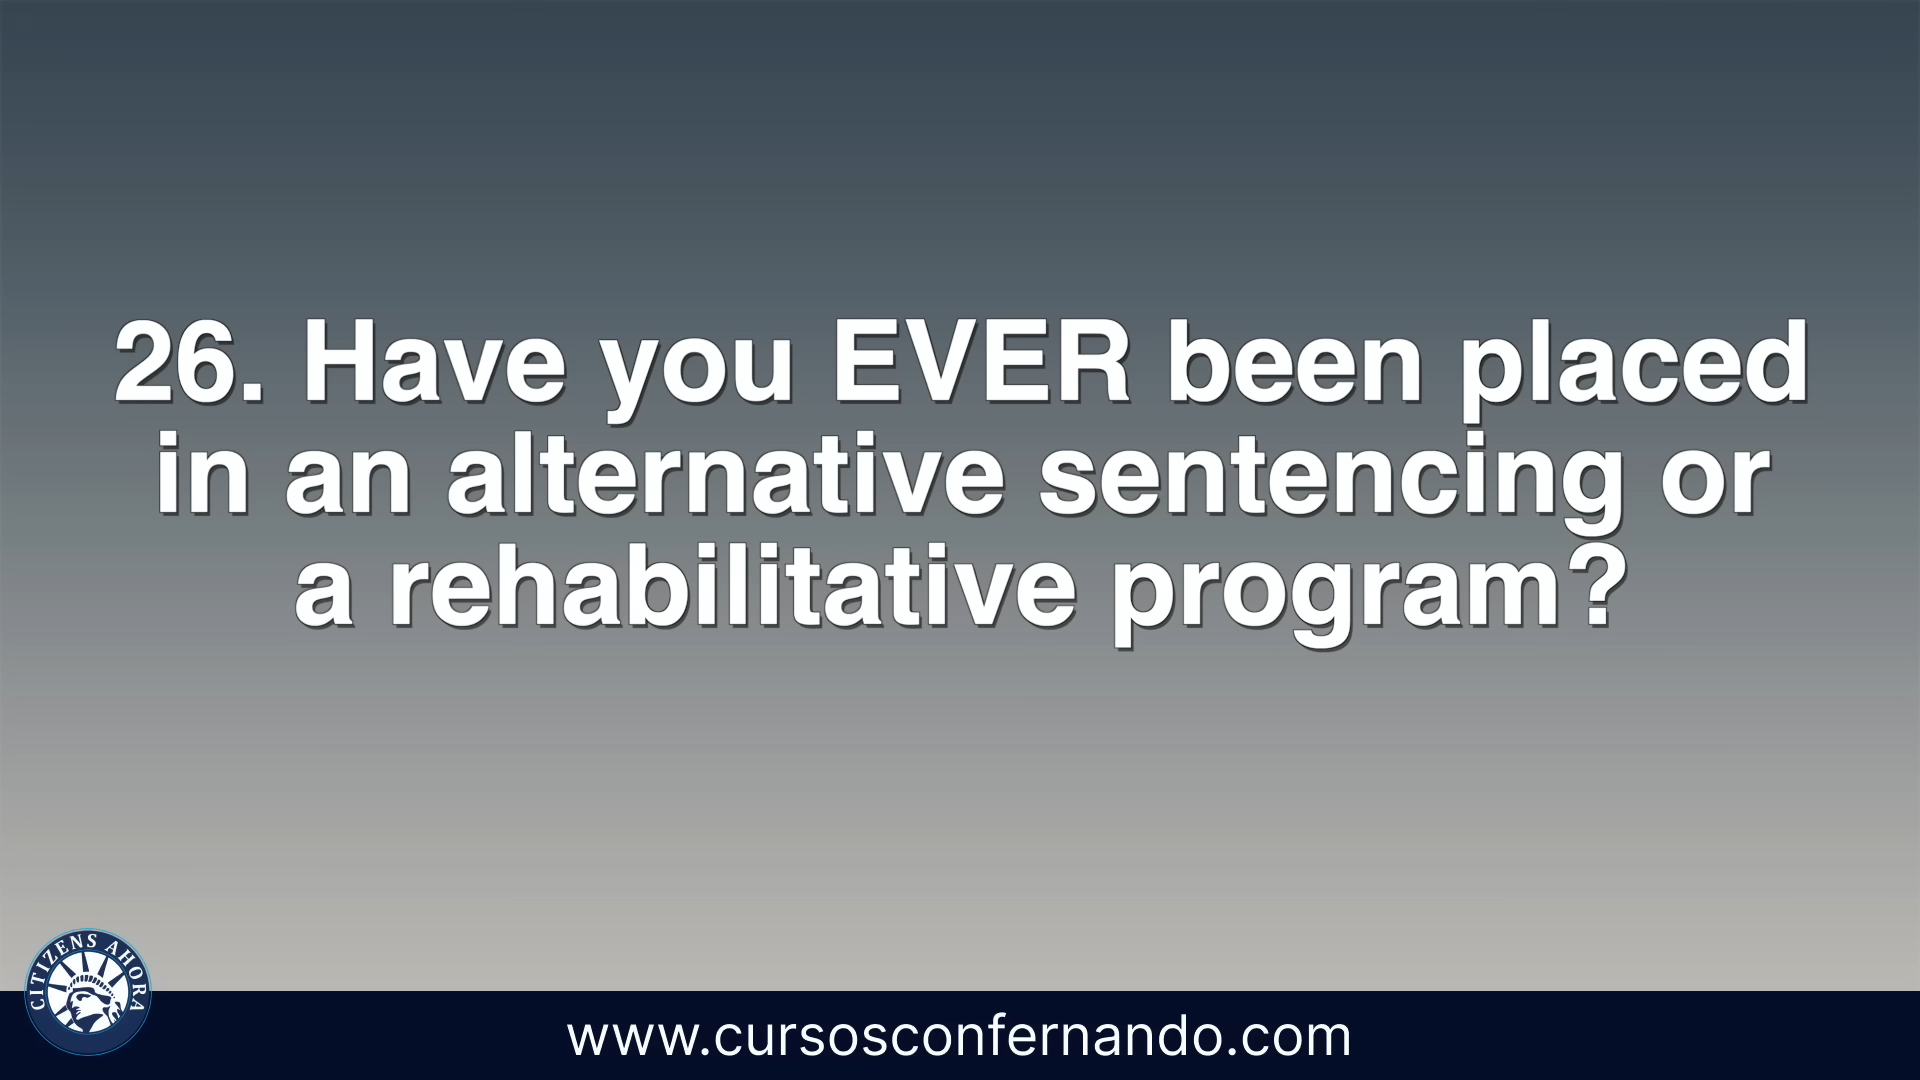 26. Have you EVER been placed
in an alternative sentencing or
a rehabilitative program?
CITIZENS AHORA
www.cursosconfernando.com